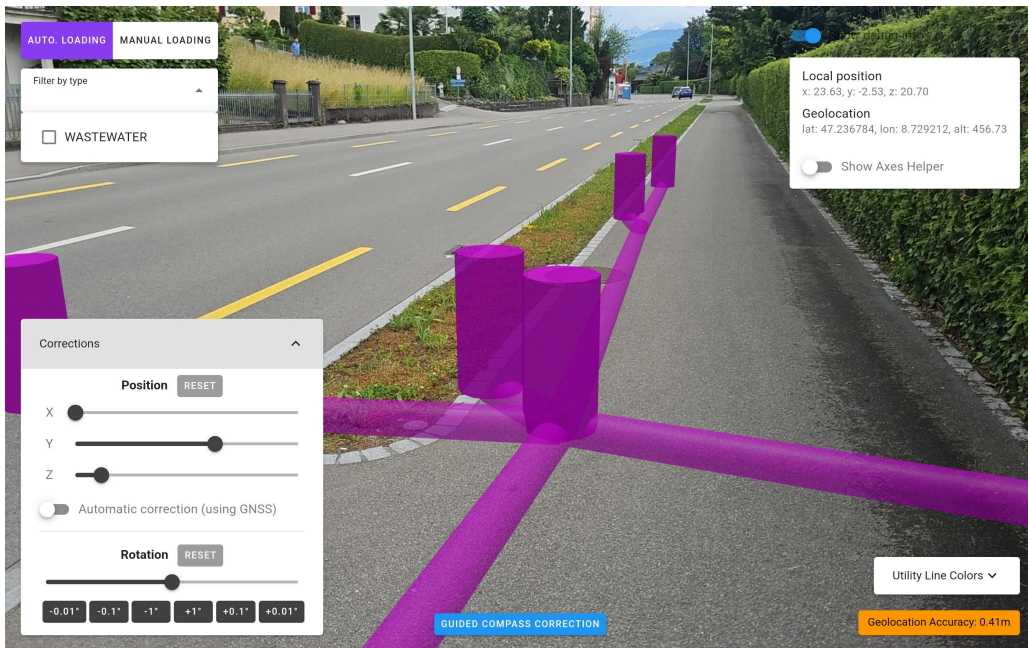 AUTO. LOADING MANUAL LOADING
Filter by type
WASTEWATER
Local position
x: 23.63, y: -2.53, z: 20.70
Geolocation
lat: 47.236784, lon: 8.729212, alt: 456.73
Show Axes Helper
Corrections
Position RESET
X
Y
Z
Automatic correction (using GNSS)
Rotation RESET
-0.01° -0.1° -1° +1° +0.1° +0.01°
GUIDED COMPASS CORRECTION
Utility Line Colors
Geolocation Accuracy: 0.41m